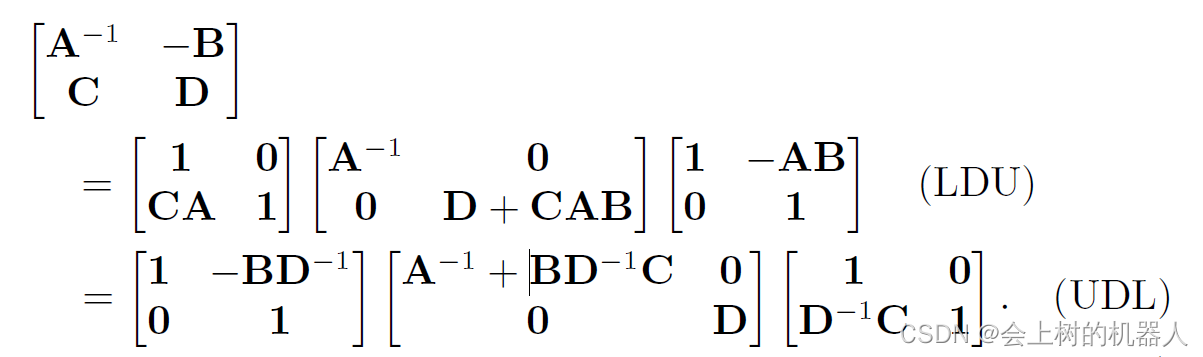 [ A⁻¹ −B ]
[ C D ]
= [ 1 0 ] [ A⁻¹ 0 ] [ 1 −AB ] (LDU)
[ CA 1 ] [ 0 D + CAB ] [ 0 1 ]
= [ 1 −BD⁻¹ ] [ A⁻¹ + BD⁻¹C 0 ] [ 1 0 ] . (UDL)
[ 0 1 ] [ 0 D ] [ D⁻¹C 1 ]
CSDN @会上树的机器人